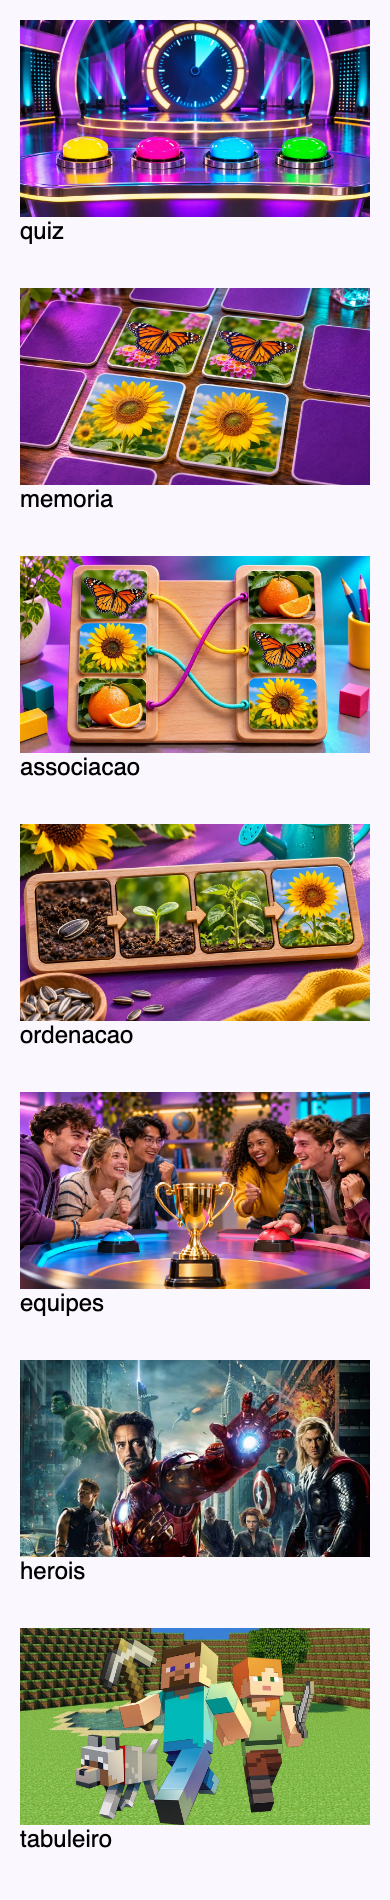 quiz
memoria
associacao
ordenacao
equipes
herois
tabuleiro